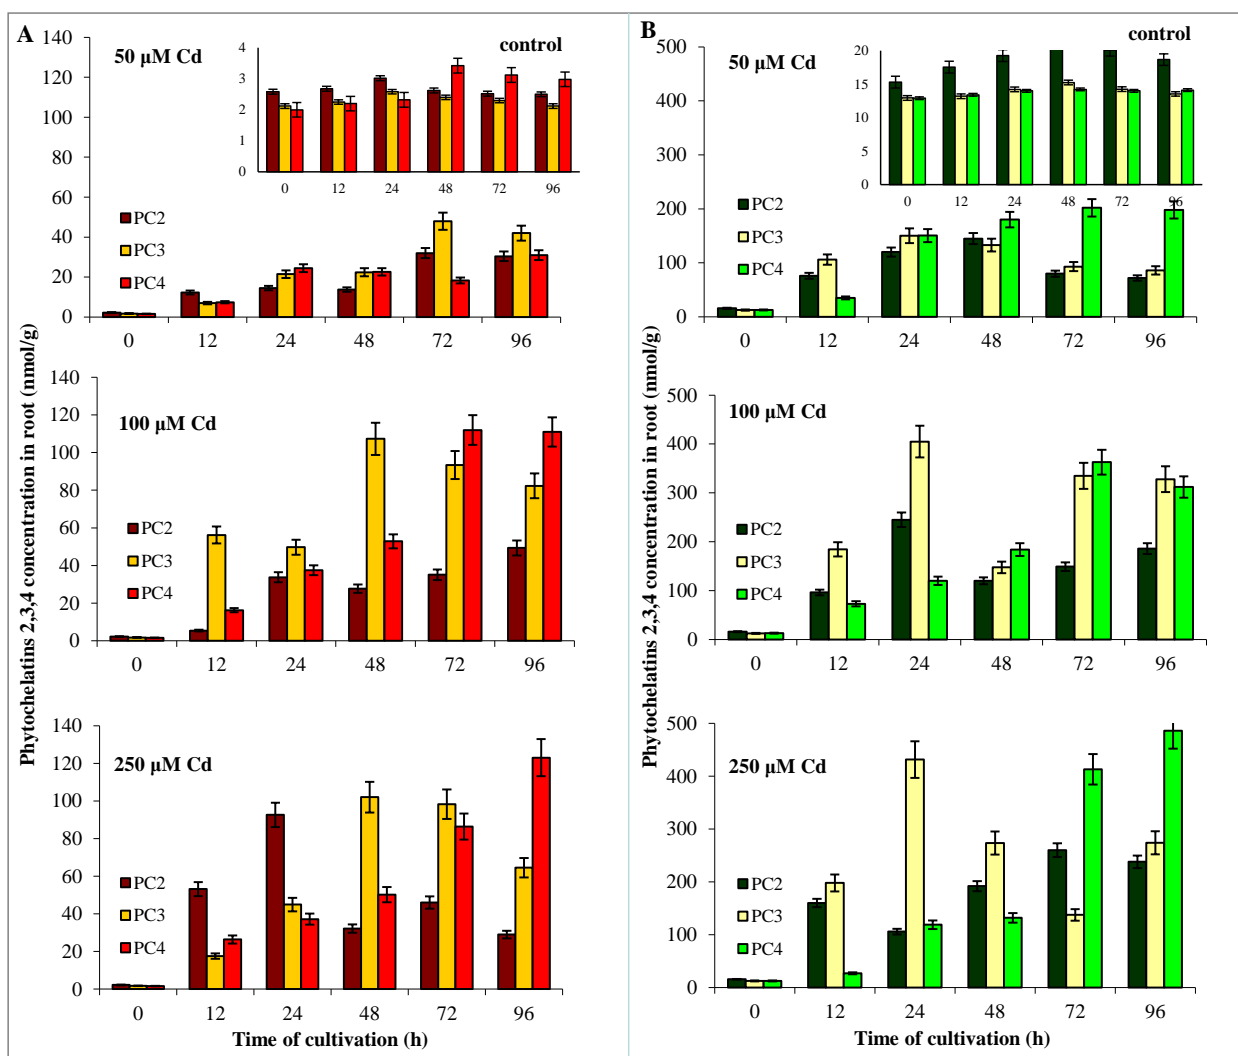 A
50 μM Cd
control
140
120
100
80
60
40
20
0
4
3
2
1
0
0 12 24 48 72 96
PC2
PC3
PC4
0 12 24 48 72 96
100 μM Cd
140
120
100
80
60
40
20
0
PC2
PC3
PC4
0 12 24 48 72 96
250 μM Cd
140
120
100
80
60
40
20
0
PC2
PC3
PC4
0 12 24 48 72 96
Phytochelatins 2,3,4 concentration in root (nmol/g)
Time of cultivation (h)
B
50 μM Cd
control
500
400
300
200
100
0
20
15
10
5
0
0 12 24 48 72 96
PC2
PC3
PC4
0 12 24 48 72 96
100 μM Cd
500
400
300
200
100
0
PC2
PC3
PC4
0 12 24 48 72 96
250 μM Cd
500
400
300
200
100
0
PC2
PC3
PC4
0 12 24 48 72 96
Phytochelatins 2,3,4 concentration in root (nmol/g)
Time of cultivation (h)